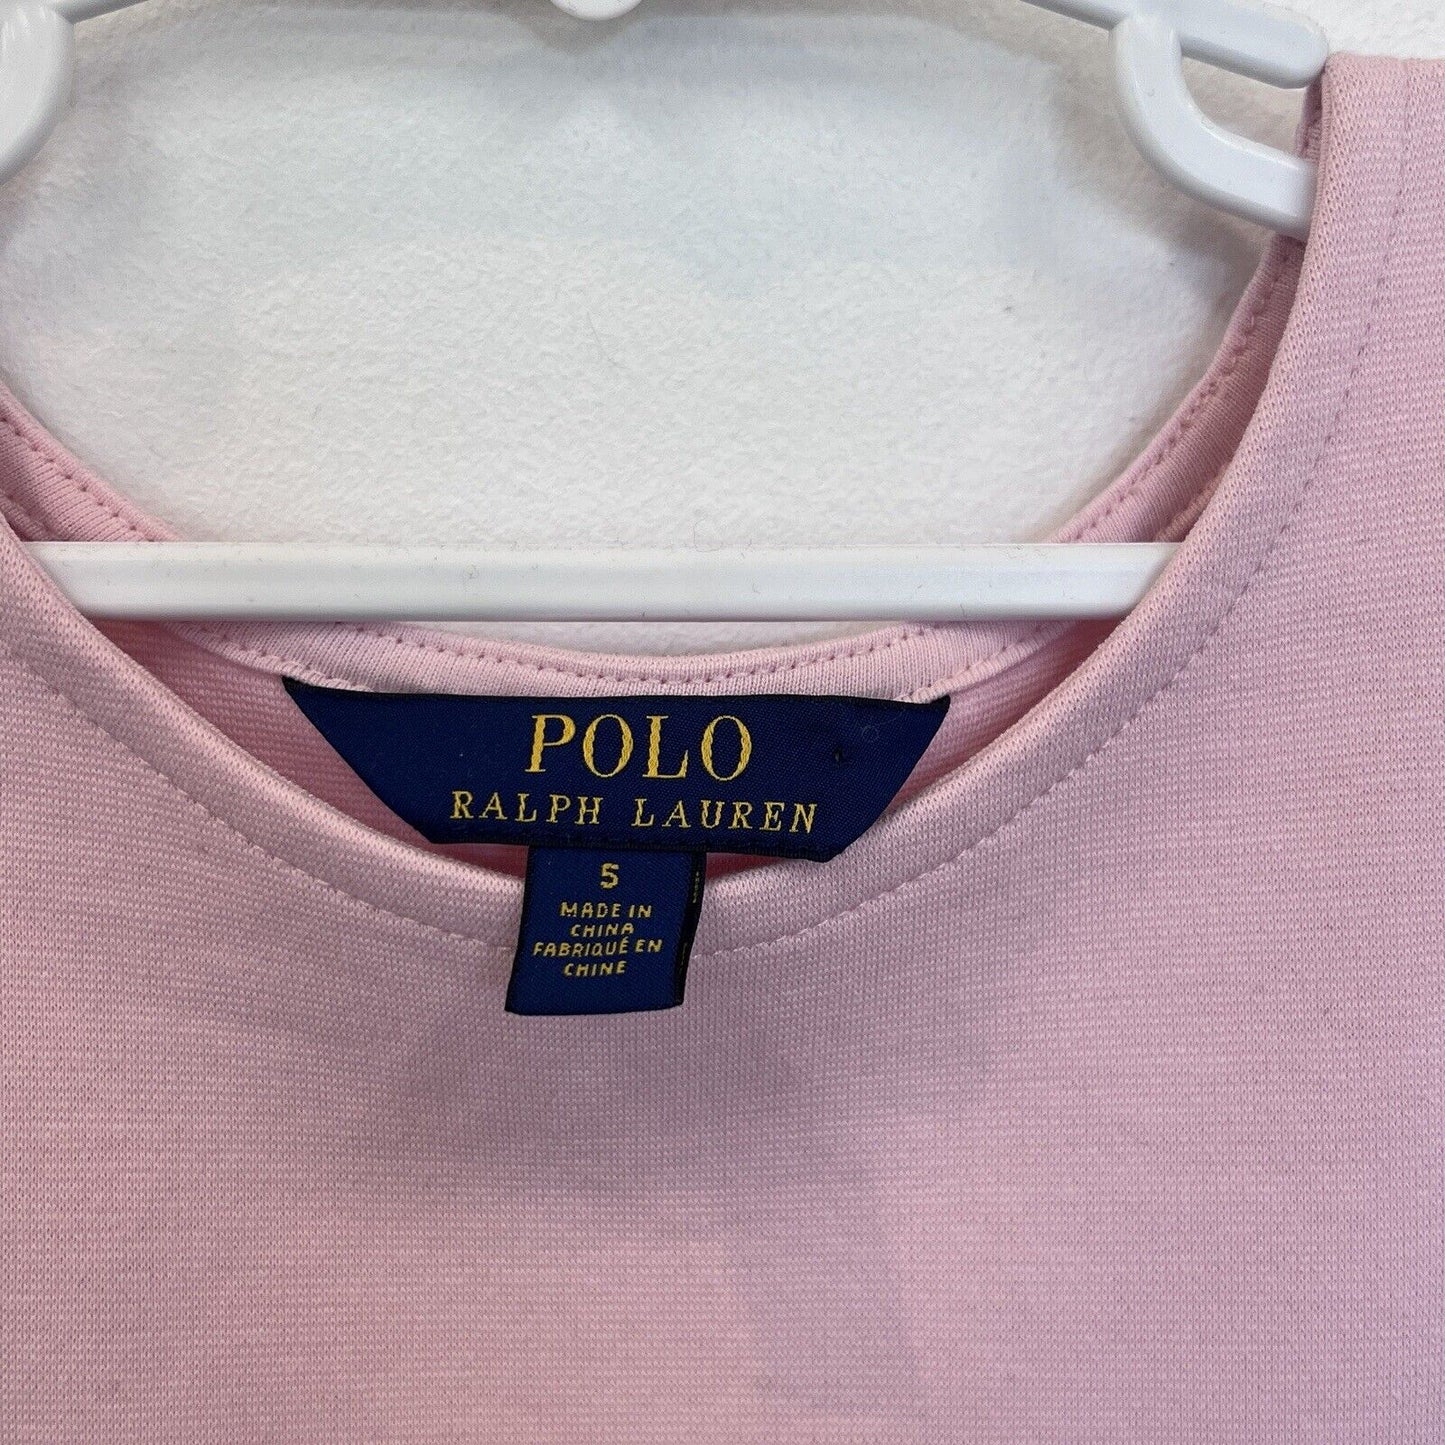 POLO
RALPH LAUREN
5
MADE IN
CHINA
FABRIQUÉ EN
CHINE